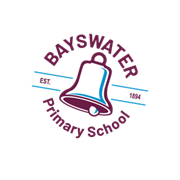 BAYSWATER
EST.
1894
Primary School